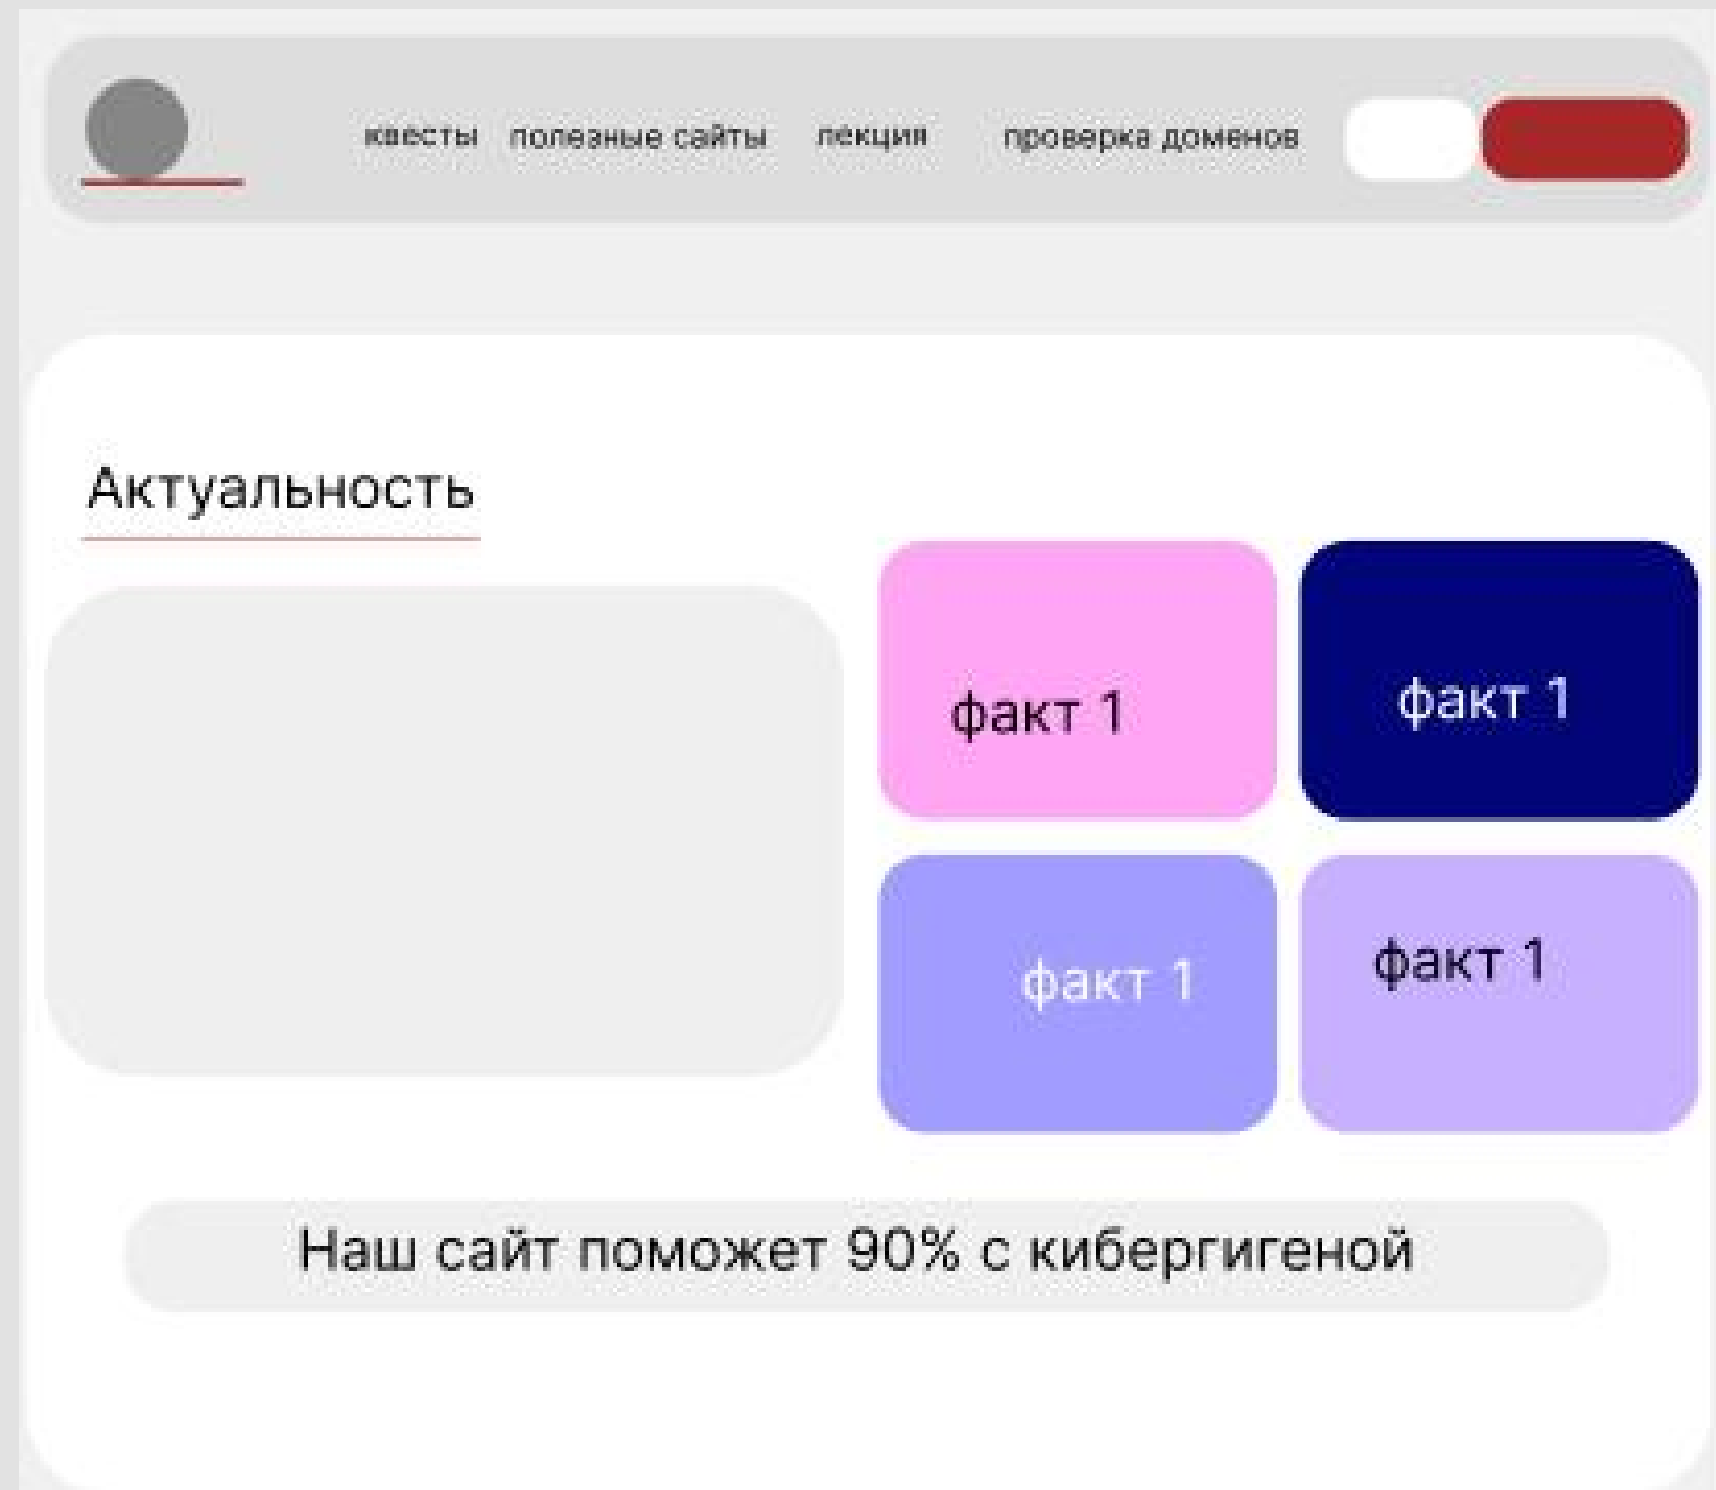 квесты полезные сайты лекция проверка доменов
Актуальность
факт 1 факт 1
факт 1 факт 1
Наш сайт поможет 90% с кибергигеной